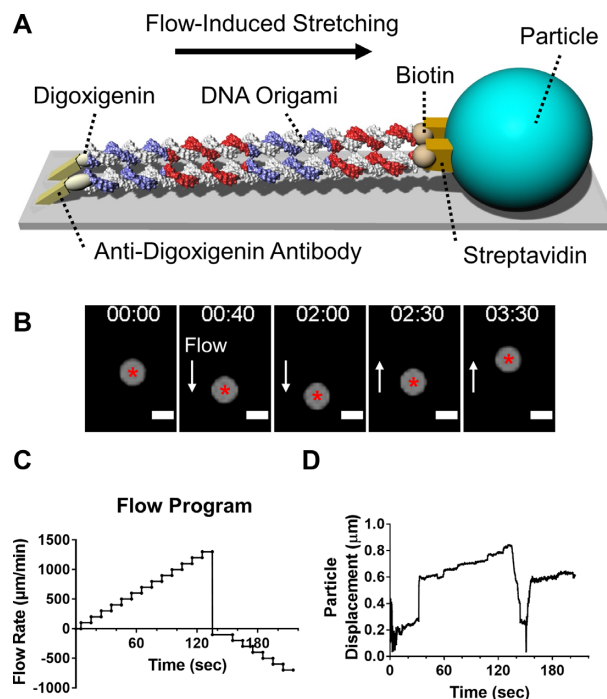 A
Flow-Induced Stretching
Particle
Biotin
Digoxigenin
DNA Origami
Anti-Digoxigenin Antibody
Streptavidin
B
00:00
00:40
02:00
02:30
03:30
Flow
*
*
*
*
*
C
D
Flow Program
Flow Rate (µm/min)
1500
1000
500
0
-500
-1000
60
120
180
Time (sec)
Particle
Displacement (µm)
1.0
0.8
0.6
0.4
0.2
0.0
0
60
120
180
Time (sec)